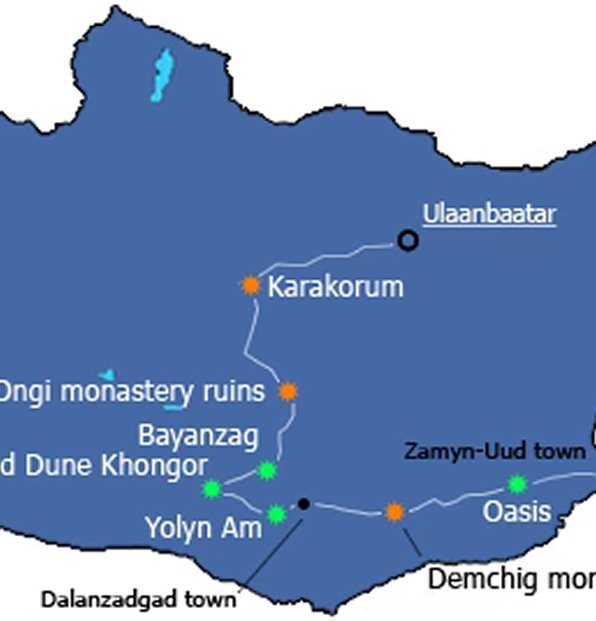 Ulaanbaatar
Karakorum
Ongi monastery ruins
Bayanzag
d Dune Khongor
Zamyn-Uud town
Oasis
Yolyn Am
Demchig mon
Dalanzadgad town